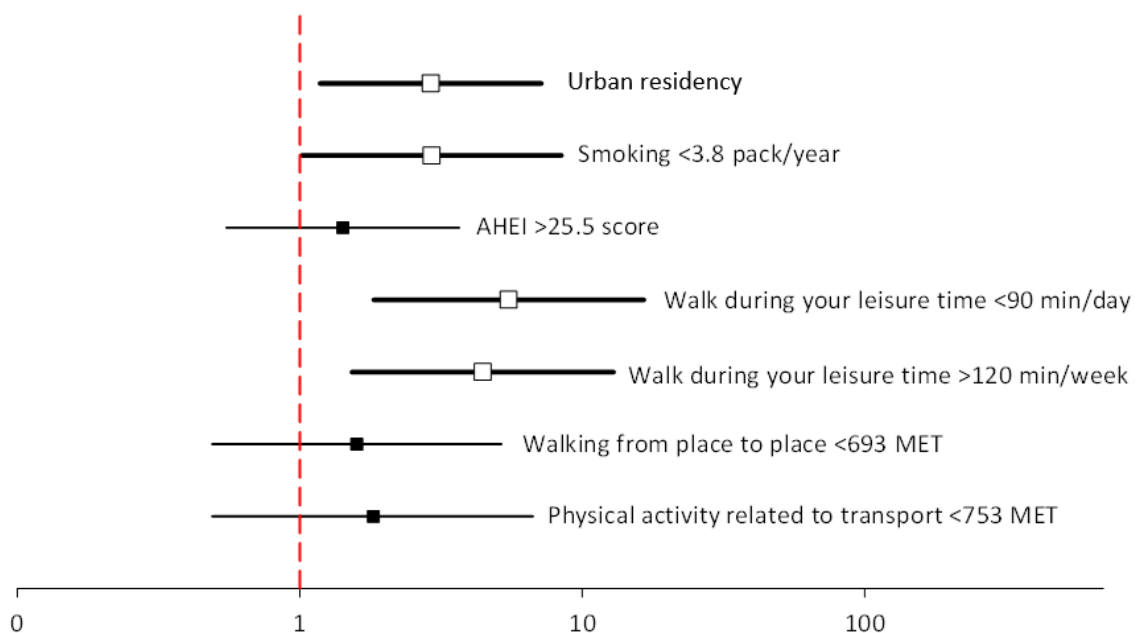 Urban residency
Smoking <3.8 pack/year
AHEI >25.5 score
Walk during your leisure time <90 min/day
Walk during your leisure time >120 min/week
Walking from place to place <693 MET
Physical activity related to transport <753 MET
0 1 10 100